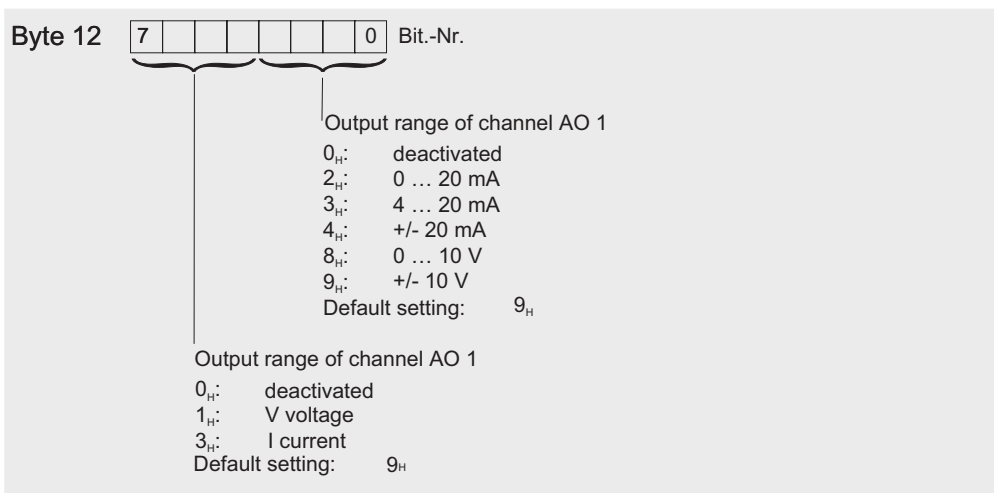 Byte 12 7 0 Bit.-Nr.
Output range of channel AO 1
0H: deactivated
2H: 0 … 20 mA
3H: 4 … 20 mA
4H: +/- 20 mA
8H: 0 … 10 V
9H: +/- 10 V
Default setting: 9H
Output range of channel AO 1
0H: deactivated
1H: V voltage
3H: I current
Default setting: 9H